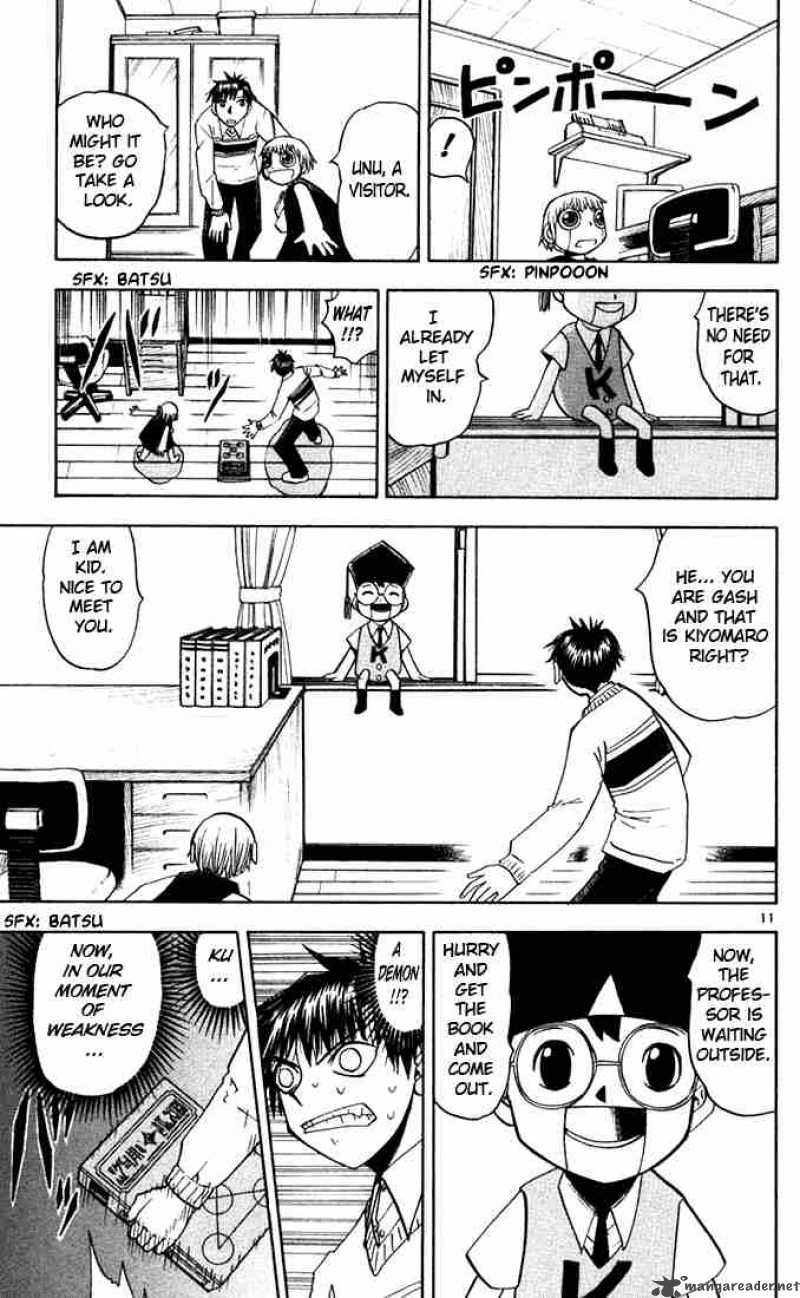 ピンポーン
!
UNU, A
VISITOR.
WHO
MIGHT IT
BE? GO
TAKE A
LOOK.
SFX: PINPOOON
SFX: BATSU
THERE'S
NO NEED
FOR
THAT.
I
ALREADY
LET
MYSELF
IN.
K
WHAT
!!?
HE... YOU
ARE GASH
AND THAT
IS KIYOMARO
RIGHT?
I AM
KID.
NICE TO
MEET
YOU.
K
11
SFX: BATSU
NOW,
THE
PROFES-
SOR IS
WAITING
OUTSIDE.
HURRY
AND
GET
THE
BOOK
AND
COME
OUT.
K
A
DEMON
!!?
KU
...
NOW,
IN OUR
MOMENT
OF
WEAKNESS
...
mangareader.net